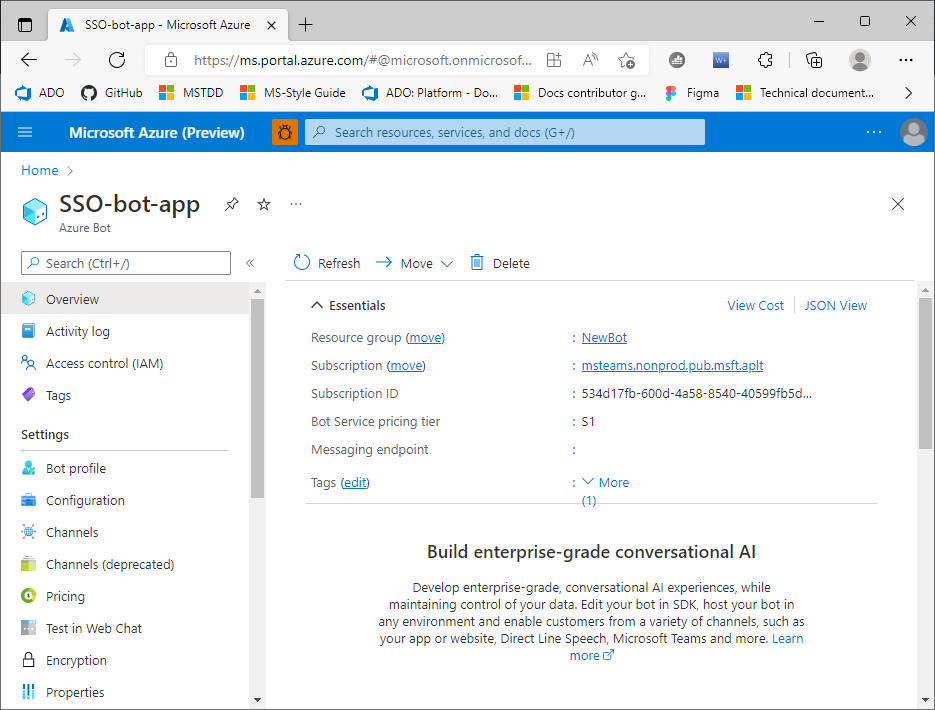 SSO-bot-app - Microsoft Azure
https://ms.portal.azure.com/#@microsoft.onmicrosof...
ADO GitHub MSTDD MS-Style Guide ADO: Platform - Do... Docs contributor g... Figma Technical document...
Microsoft Azure (Preview) Search resources, services, and docs (G+/) ...
Home >
SSO-bot-app ...
Azure Bot
Search (Ctrl+/) «
Overview
Activity log
Access control (IAM)
Tags
Settings
Bot profile
Configuration
Channels
Channels (deprecated)
Pricing
Test in Web Chat
Encryption
Properties
Refresh Move Delete
Essentials View Cost JSON View
Resource group (move) : NewBot
Subscription (move) : msteams.nonprod.pub.msft.aplt
Subscription ID : 534d17fb-600d-4a58-8540-40599fb5d...
Bot Service pricing tier : S1
Messaging endpoint :
Tags (edit) : More
(1)
Build enterprise-grade conversational AI
Develop enterprise-grade, conversational AI experiences, while
maintaining control of your data. Edit your bot in SDK, host your bot in
any environment and enable customers from a variety of channels, such as
your app or website, Direct Line Speech, Microsoft Teams and more. Learn
more